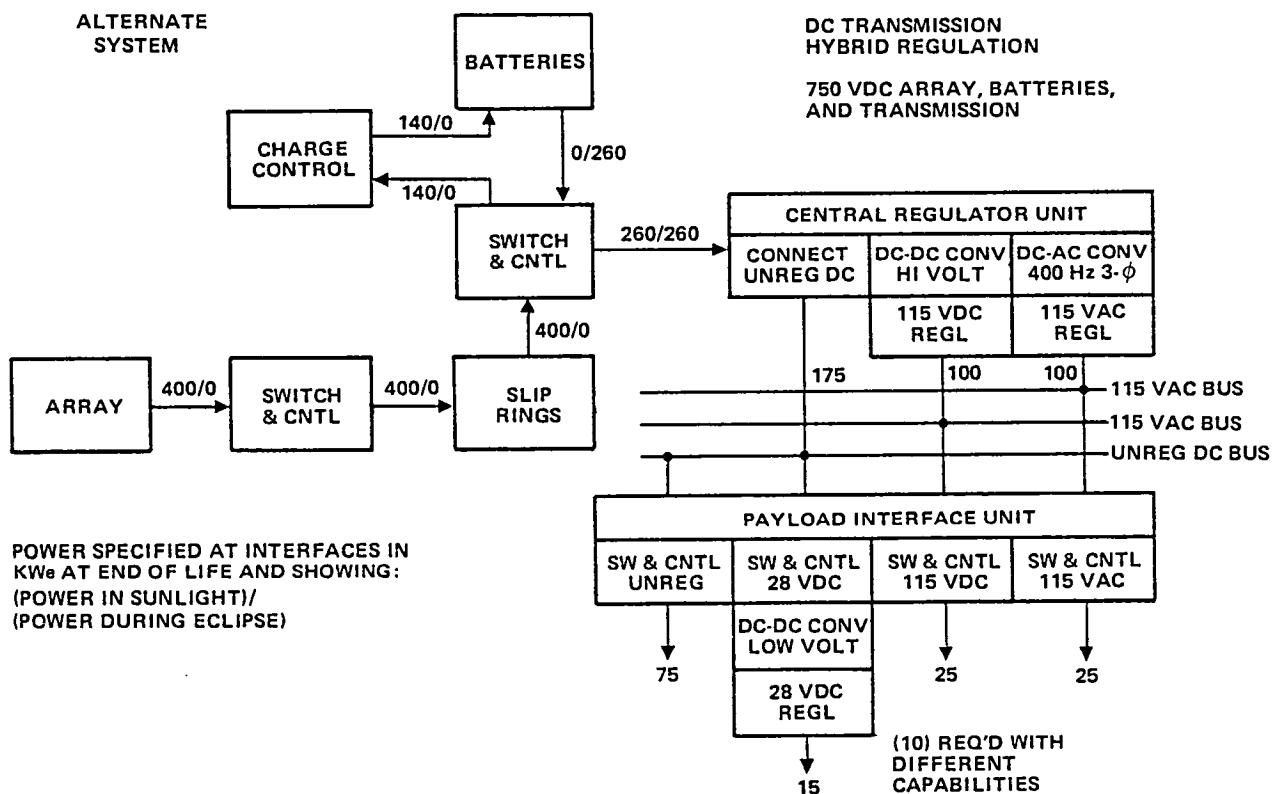 ALTERNATE
SYSTEM
DC TRANSMISSION
HYBRID REGULATION
750 VDC ARRAY, BATTERIES,
AND TRANSMISSION
BATTERIES
140/0
0/260
CHARGE
CONTROL
140/0
SWITCH
& CNTL
260/260
CENTRAL REGULATOR UNIT
CONNECT
UNREG DC
DC-DC CONV
HI VOLT
DC-AC CONV
400 Hz 3-ϕ
115 VDC
REGL
115 VAC
REGL
400/0
ARRAY
400/0
SWITCH
& CNTL
400/0
SLIP
RINGS
175
100
100
115 VAC BUS
115 VAC BUS
UNREG DC BUS
PAYLOAD INTERFACE UNIT
SW & CNTL
UNREG
SW & CNTL
28 VDC
SW & CNTL
115 VDC
SW & CNTL
115 VAC
DC-DC CONV
LOW VOLT
28 VDC
REGL
75
25
25
15
POWER SPECIFIED AT INTERFACES IN
KWe AT END OF LIFE AND SHOWING:
(POWER IN SUNLIGHT)/
(POWER DURING ECLIPSE)
(10) REQ'D WITH
DIFFERENT
CAPABILITIES